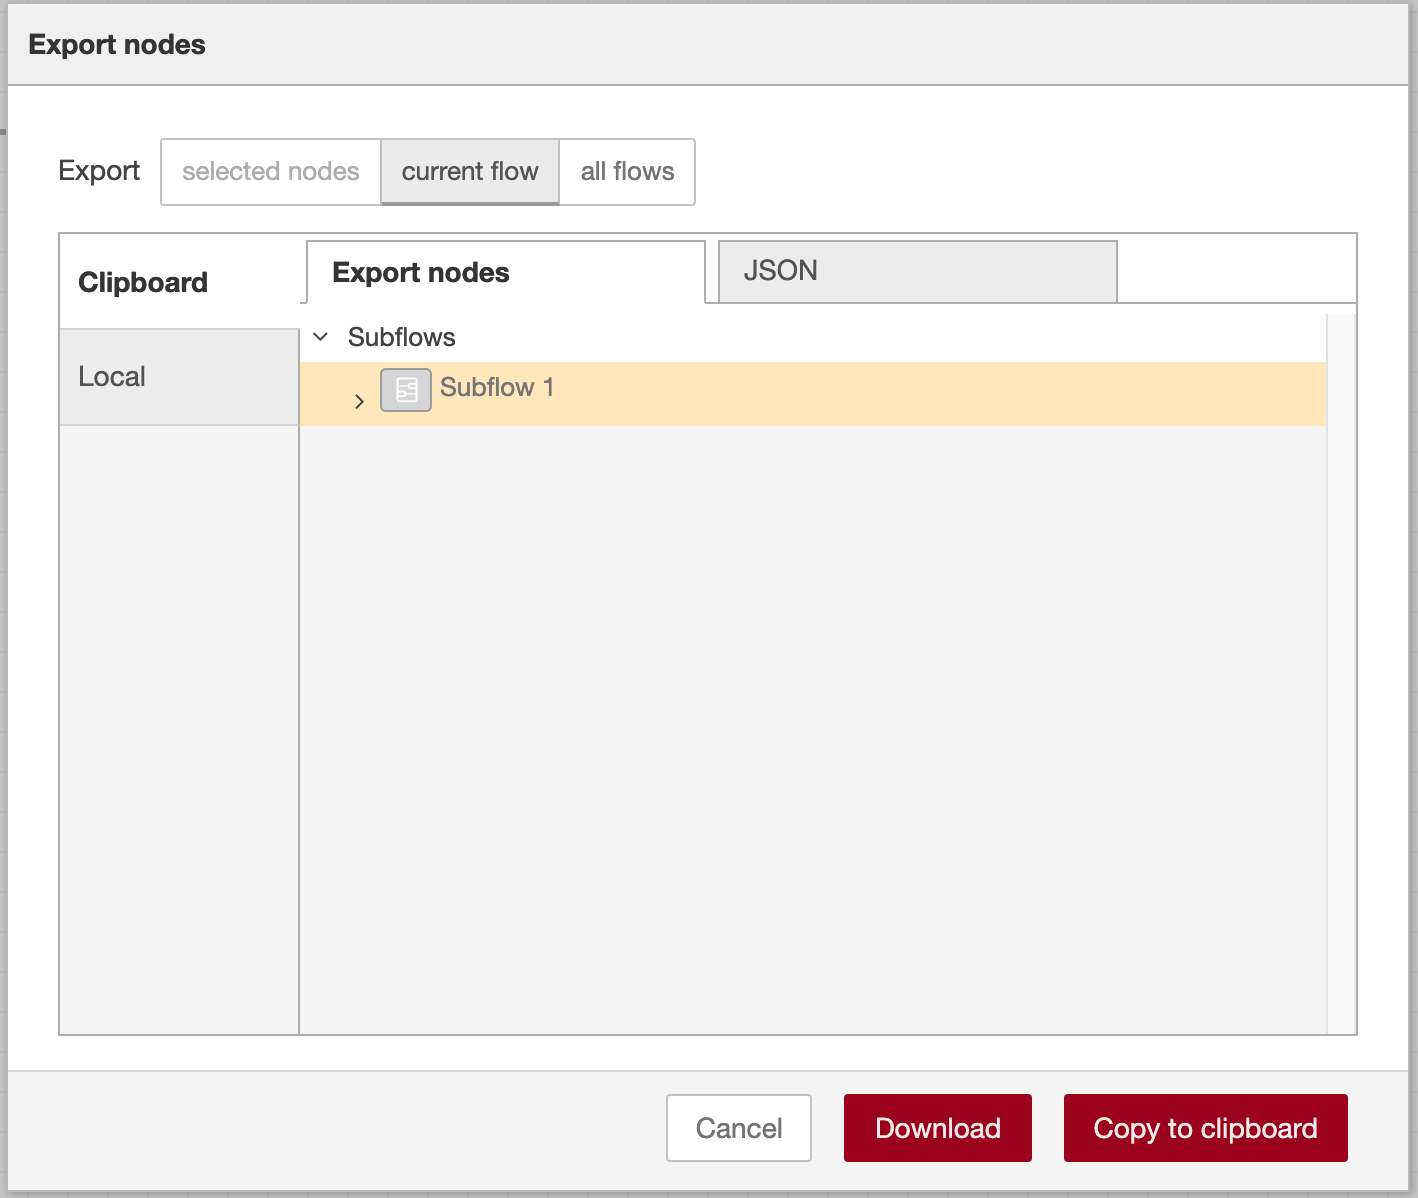 Export nodes
Export selected nodes current flow all flows
Clipboard
Local
Export nodes JSON
Subflows
Subflow 1
Cancel Download Copy to clipboard